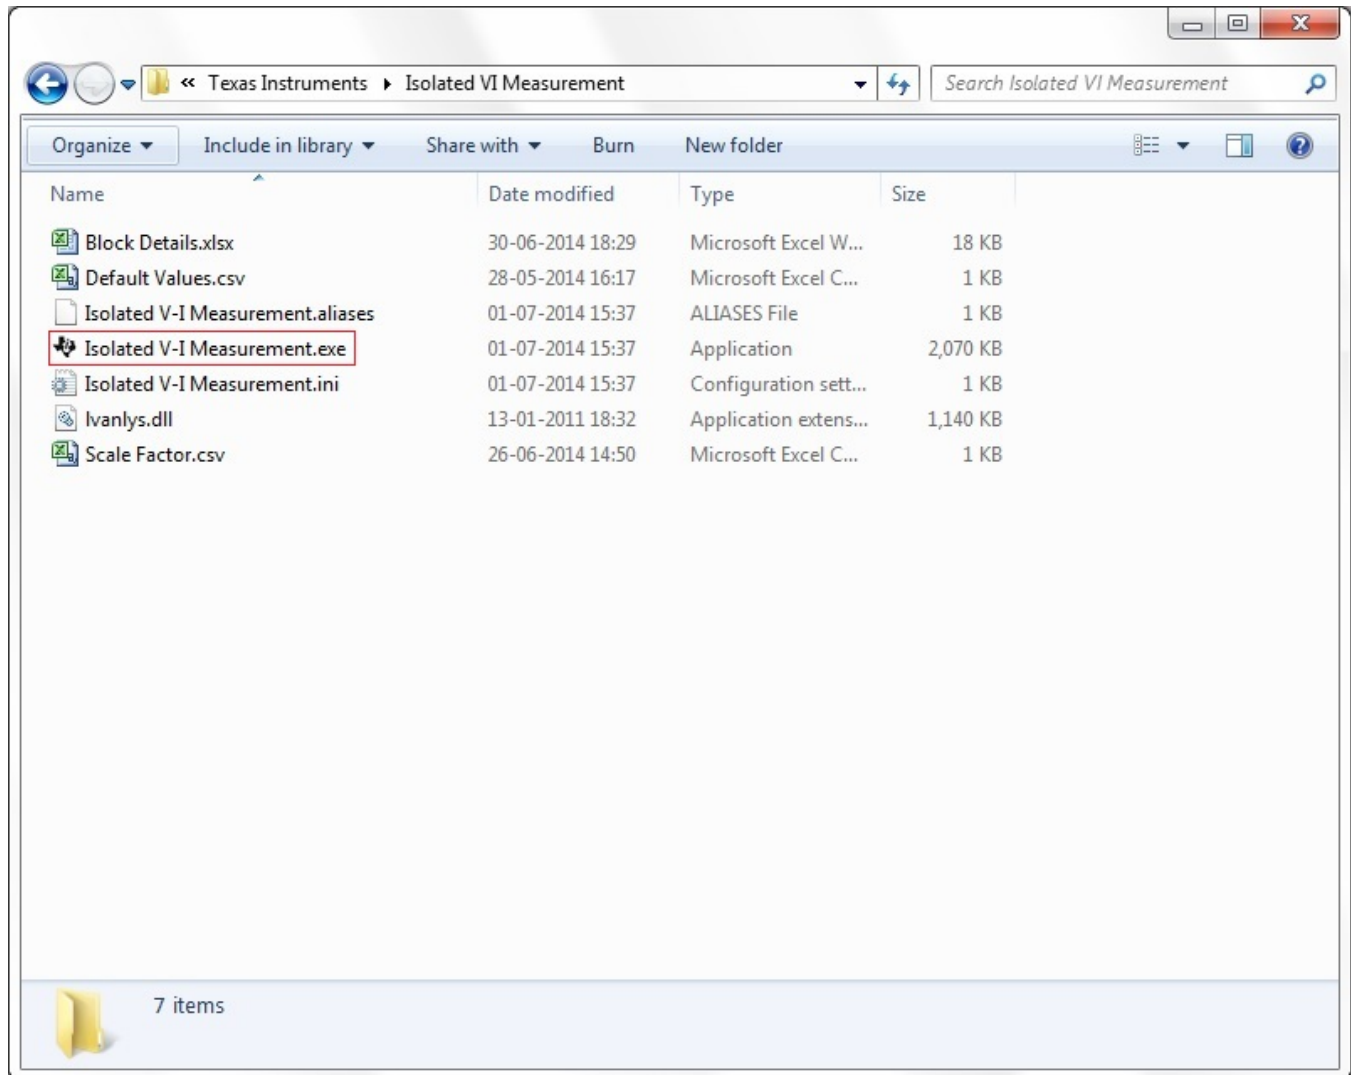 « Texas Instruments ▸ Isolated VI Measurement Search Isolated VI Measurement
Organize Include in library Share with Burn New folder
Name Date modified Type Size
Block Details.xlsx 30-06-2014 18:29 Microsoft Excel W... 18 KB
Default Values.csv 28-05-2014 16:17 Microsoft Excel C... 1 KB
Isolated V-I Measurement.aliases 01-07-2014 15:37 ALIASES File 1 KB
Isolated V-I Measurement.exe 01-07-2014 15:37 Application 2,070 KB
Isolated V-I Measurement.ini 01-07-2014 15:37 Configuration sett... 1 KB
lvanlys.dll 13-01-2011 18:32 Application extens... 1,140 KB
Scale Factor.csv 26-06-2014 14:50 Microsoft Excel C... 1 KB
7 items